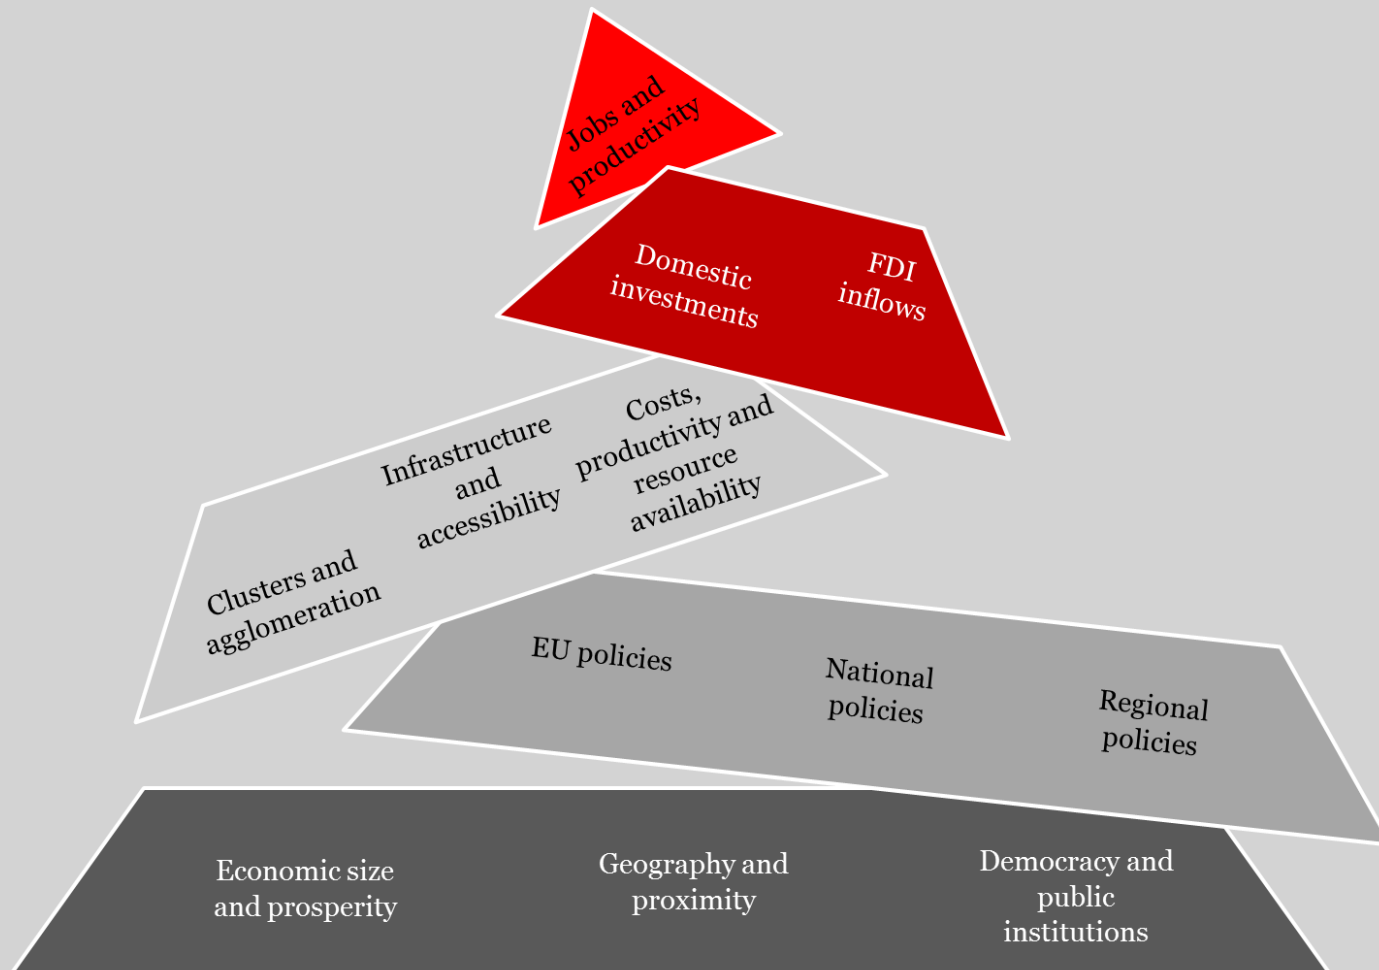 Jobs and
productivity
Domestic
investments
FDI
inflows
Clusters and
agglomeration
Infrastructure
and
accessibility
Costs,
productivity and
resource
availability
EU policies
National
policies
Regional
policies
Economic size
and prosperity
Geography and
proximity
Democracy and
public
institutions